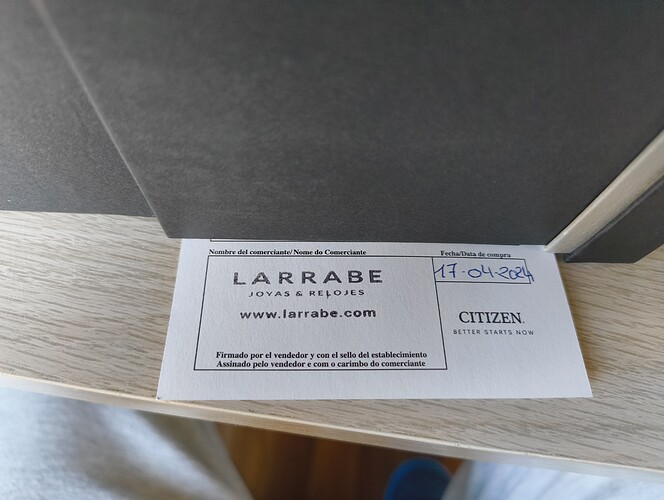 Nombre del comerciante/ Nome do Comerciante
Fecha/Data de compra
LARRABE
JOYAS & RELOJES
www.larrabe.com
17-04-2024
CITIZEN.
BETTER STARTS NOW
Firmado por el vendedor y con el sello del establecimiento
Assinado pelo vendedor e com o carimbo do comerciante